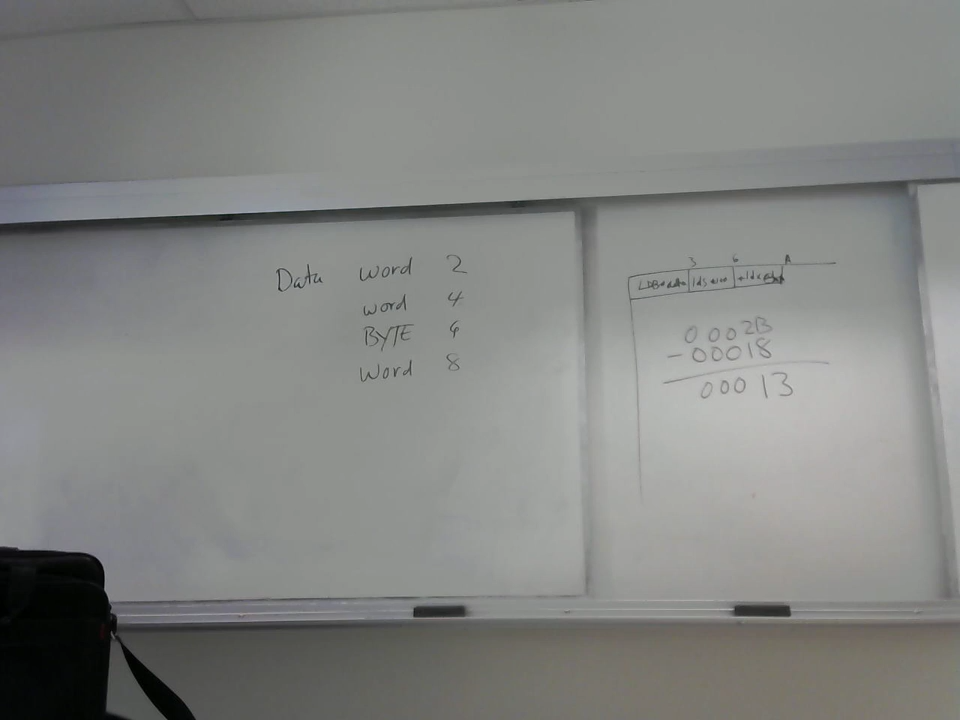 Data word 2
word 4
BYTE 4
Word 8
3 6 A
0002B
- 00018
00013